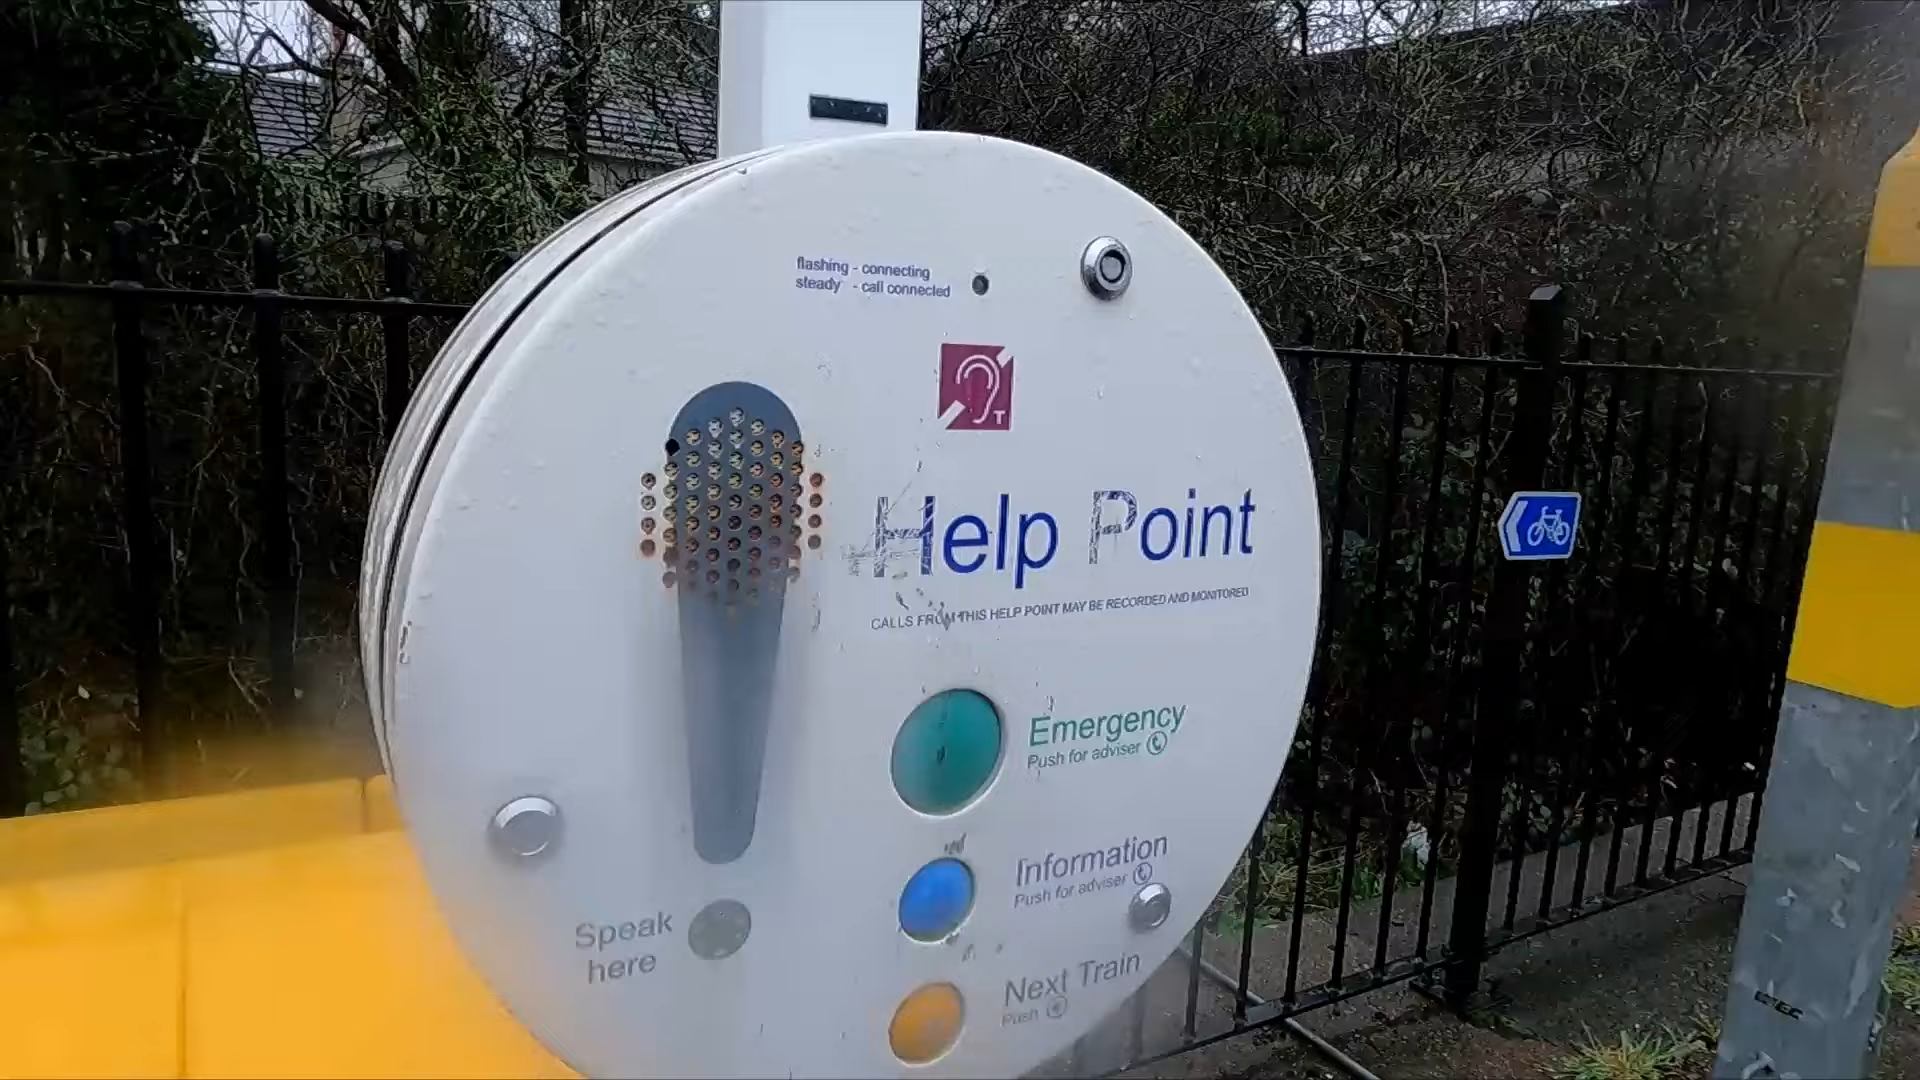 flashing - connecting
steady - call connected
T
Help Point
CALLS FROM THIS HELP POINT MAY BE RECORDED AND MONITORED
Emergency
Push for adviser
Information
Push for adviser
Speak
here
Next Train
Push